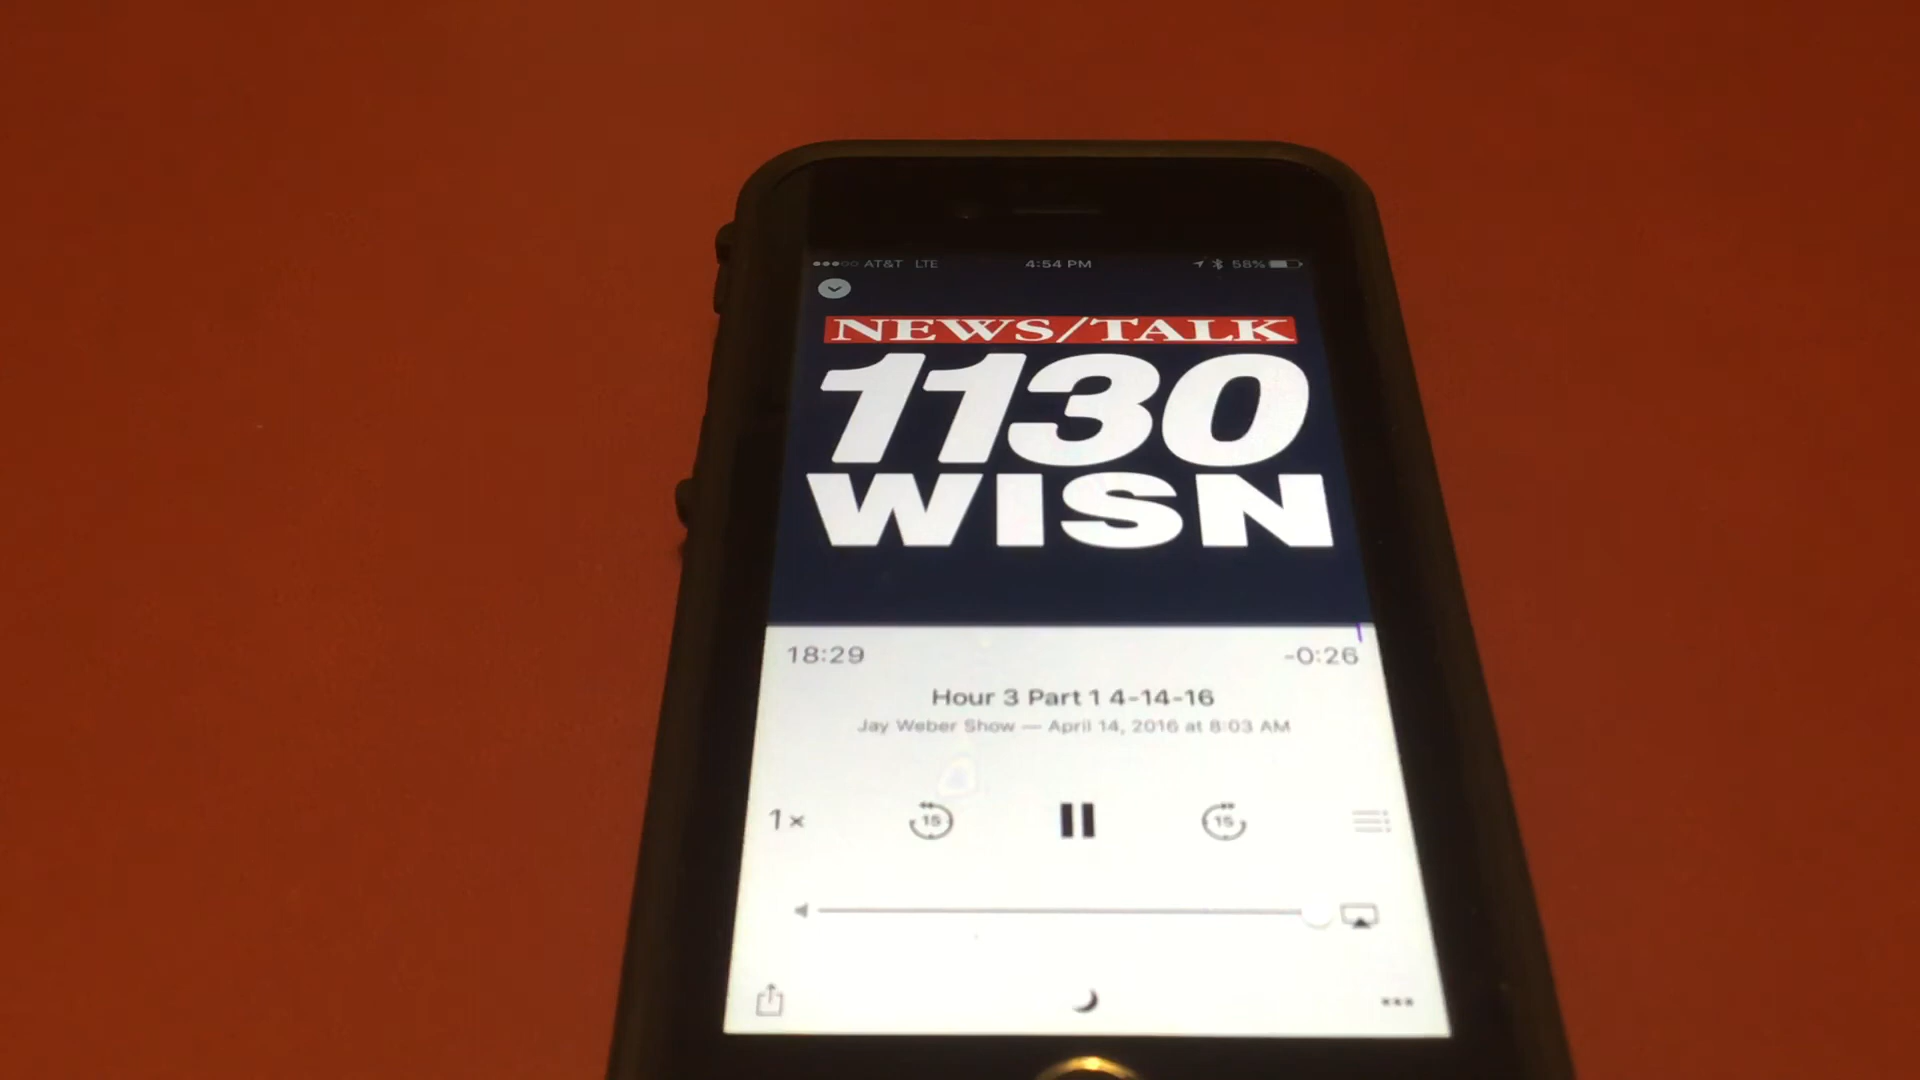 AT&T LTE 4:54 PM 58%
NEWS/TALK
1130
WISN
18:29 -0:26
Hour 3 Part 1 4-14-16
Jay Weber Show — April 14, 2016 at 8:03 AM
1x 15 15